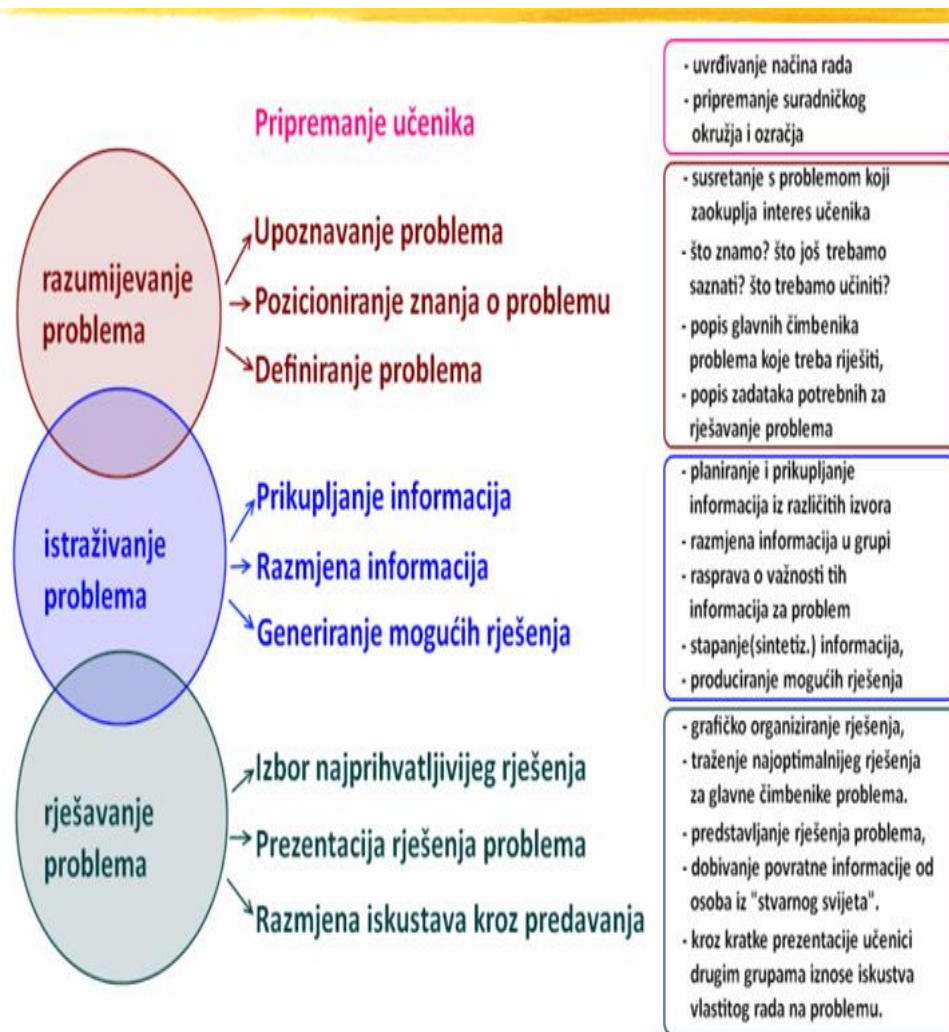 Pripremanje učenika
- uvrđivanje načina rada
- pripremanje suradničkog
okružja i ozračja
razumijevanje
problema
Upoznavanje problema
Pozicioniranje znanja o problemu
Definiranje problema
- susretanje s problemom koji
zaokuplja interes učenika
- što znamo? što još trebamo
saznati? što trebamo učiniti?
- popis glavnih čimbenika
problema koje treba riješiti,
- popis zadataka potrebnih za
rješavanje problema
istraživanje
problema
Prikupljanje informacija
Razmjena informacija
Generiranje mogućih rješenja
- planiranje i prikupljanje
informacija iz različitih izvora
- razmjena informacija u grupi
- rasprava o važnosti tih
informacija za problem
- stapanje(sintetiz.) informacija,
- produciranje mogućih rješenja
rješavanje
problema
Izbor najprihvatljivijeg rješenja
Prezentacija rješenja problema
Razmjena iskustava kroz predavanja
- grafičko organiziranje rješenja,
- traženje najoptimalnijeg rješenja
za glavne čimbenike problema.
- predstavljanje rješenja problema,
- dobivanje povratne informacije od
osoba iz "stvarnog svijeta".
- kroz kratke prezentacije učenici
drugim grupama iznose iskustva
vlastitog rada na problemu.